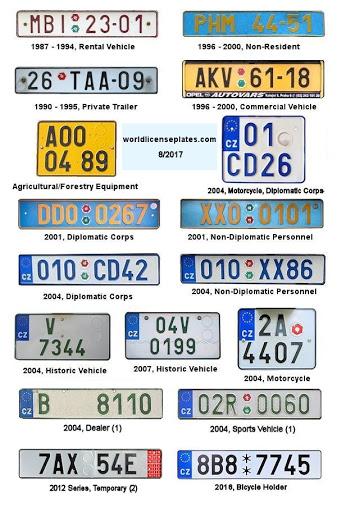 MBI 23-01
1987 - 1994, Rental Vehicle
PHM 44-51
1996 - 2000, Non-Resident
26 TAA-09
1990 - 1995, Private Trailer
AKV 61-18
OPEL AUTOVARS
1996 - 2000, Commercial Vehicle
A00
04 89
Agricultural/Forestry Equipment
worldlicenseplates.com
8/2017
01
CZ CD26
2004, Motorcycle, Diplomatic Corps
DDO 0267
2001, Diplomatic Corps
XXO 0101
2001, Non-Diplomatic Personnel
CZ 010 CD42
2004, Diplomatic Corps
CZ 010 XX86
2004, Non-Diplomatic Personnel
V
CZ 7344
2004, Historic Vehicle
04V
CZ 0199
2007, Historic Vehicle
2A
CZ 4407
2004, Motorcycle
CZ B 8110
2004, Dealer (1)
CZ 02R 0060
2004, Sports Vehicle (1)
7AX 54E
2012 Series, Temporary (2)
CZ 8B8 7745
2016, Bicycle Holder